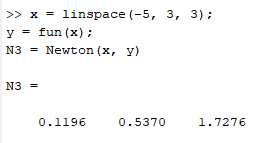 >> x = linspace(-5, 3, 3);
y = fun(x);
N3 = Newton(x, y)
N3 =
0.1196 0.5370 1.7276